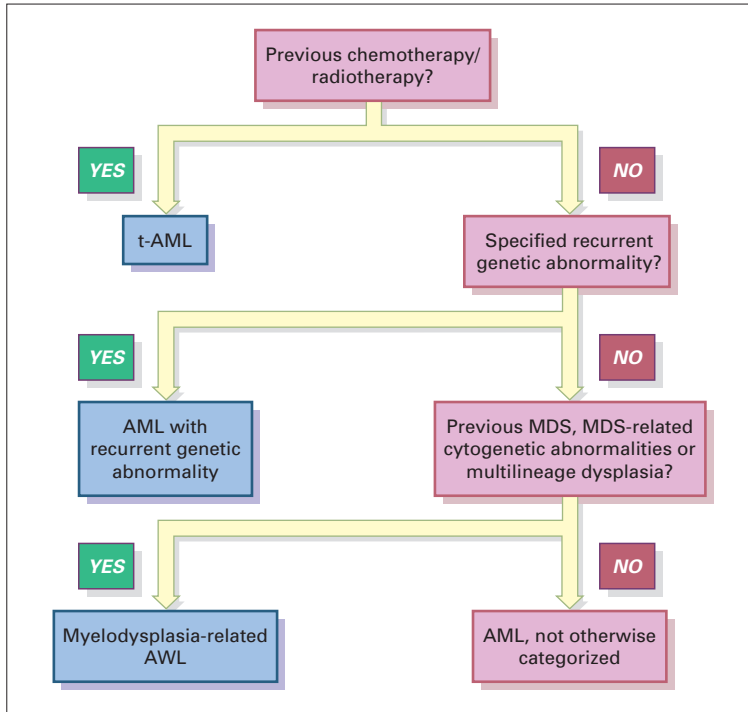 Previous chemotherapy/
radiotherapy?
YES
NO
t-AML
Specified recurrent
genetic abnormality?
YES
NO
AML with
recurrent genetic
abnormality
Previous MDS, MDS-related
cytogenetic abnormalities or
multilineage dysplasia?
YES
NO
Myelodysplasia-related
AWL
AML, not otherwise
categorized